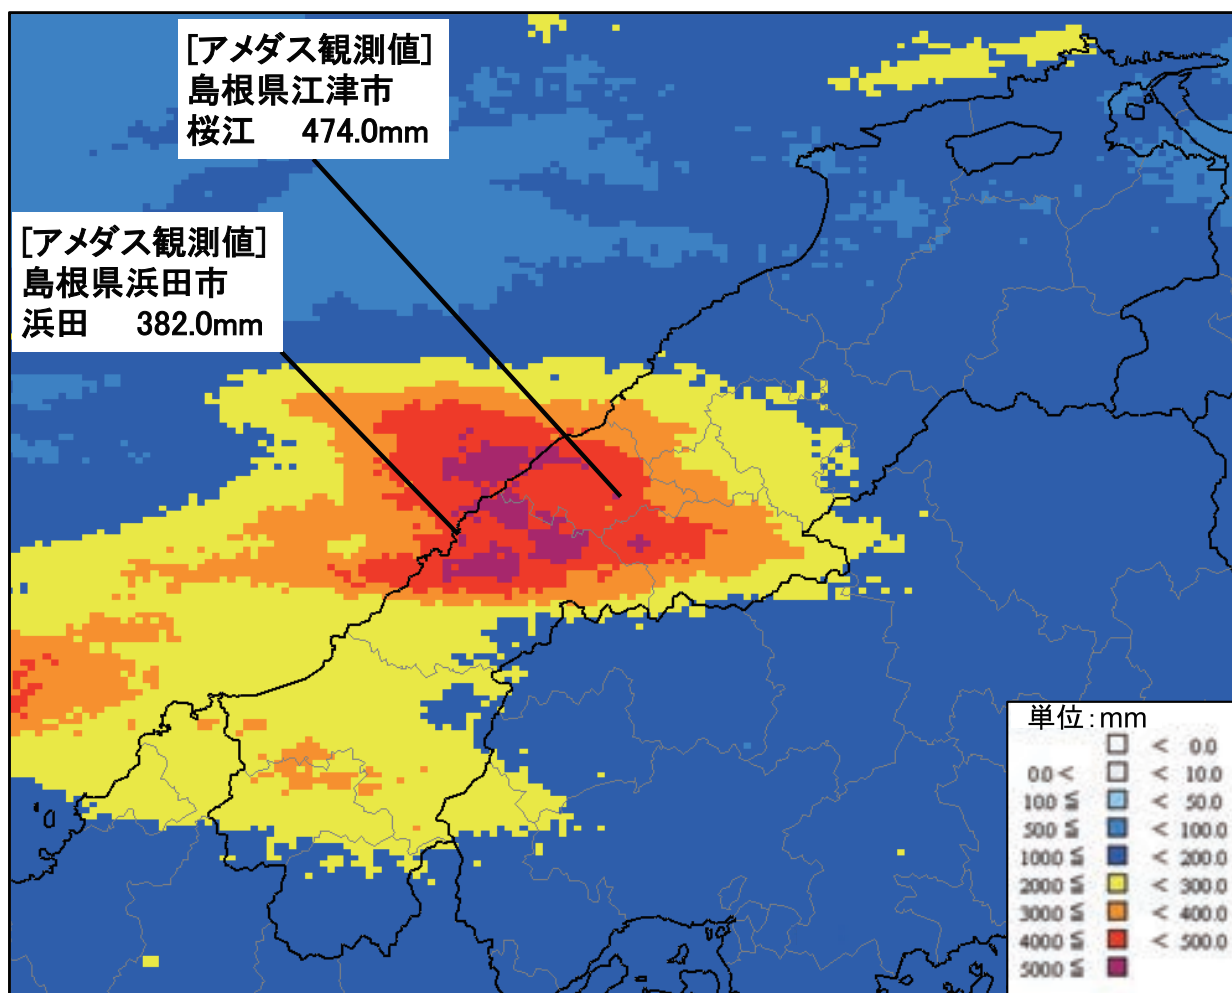 [アメダス観測値]
島根県江津市
桜江 474.0mm
[アメダス観測値]
島根県浜田市
浜田 382.0mm
単位:mm
< 0.0
0.0 < < 10.0
10.0 ≦ < 50.0
50.0 ≦ < 100.0
100.0 ≦ < 200.0
200.0 ≦ < 300.0
300.0 ≦ < 400.0
400.0 ≦ < 500.0
500.0 ≦